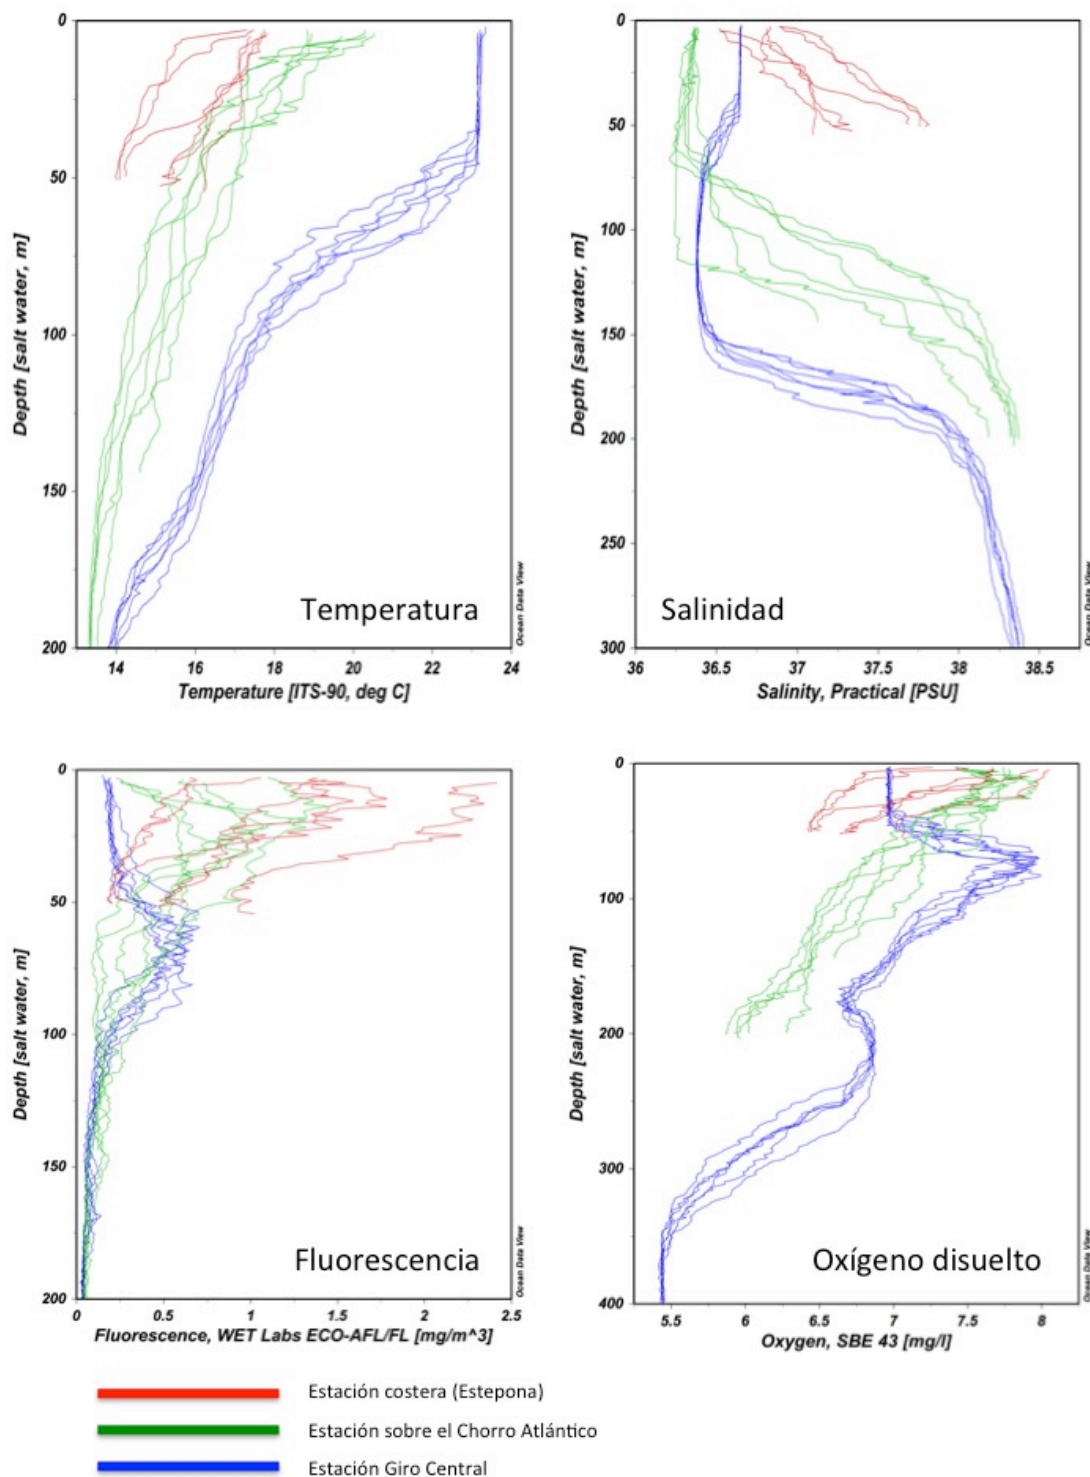 0
50
100
150
200
Depth [salt water, m]
14
16
18
20
22
24
Temperature [ITS-90, deg C]
Temperatura
Ocean Data View
0
50
100
150
200
250
300
Depth [salt water, m]
36
36.5
37
37.5
38
38.5
Salinity, Practical [PSU]
Salinidad
Ocean Data View
0
50
100
150
200
Depth [salt water, m]
0
0.5
1
1.5
2
2.5
Fluorescence, WET Labs ECO-AFL/FL [mg/m^3]
Fluorescencia
Ocean Data View
0
100
200
300
400
Depth [salt water, m]
5.5
6
6.5
7
7.5
8
Oxygen, SBE 43 [mg/l]
Oxígeno disuelto
Ocean Data View
Estación costera (Estepona)
Estación sobre el Chorro Atlántico
Estación Giro Central